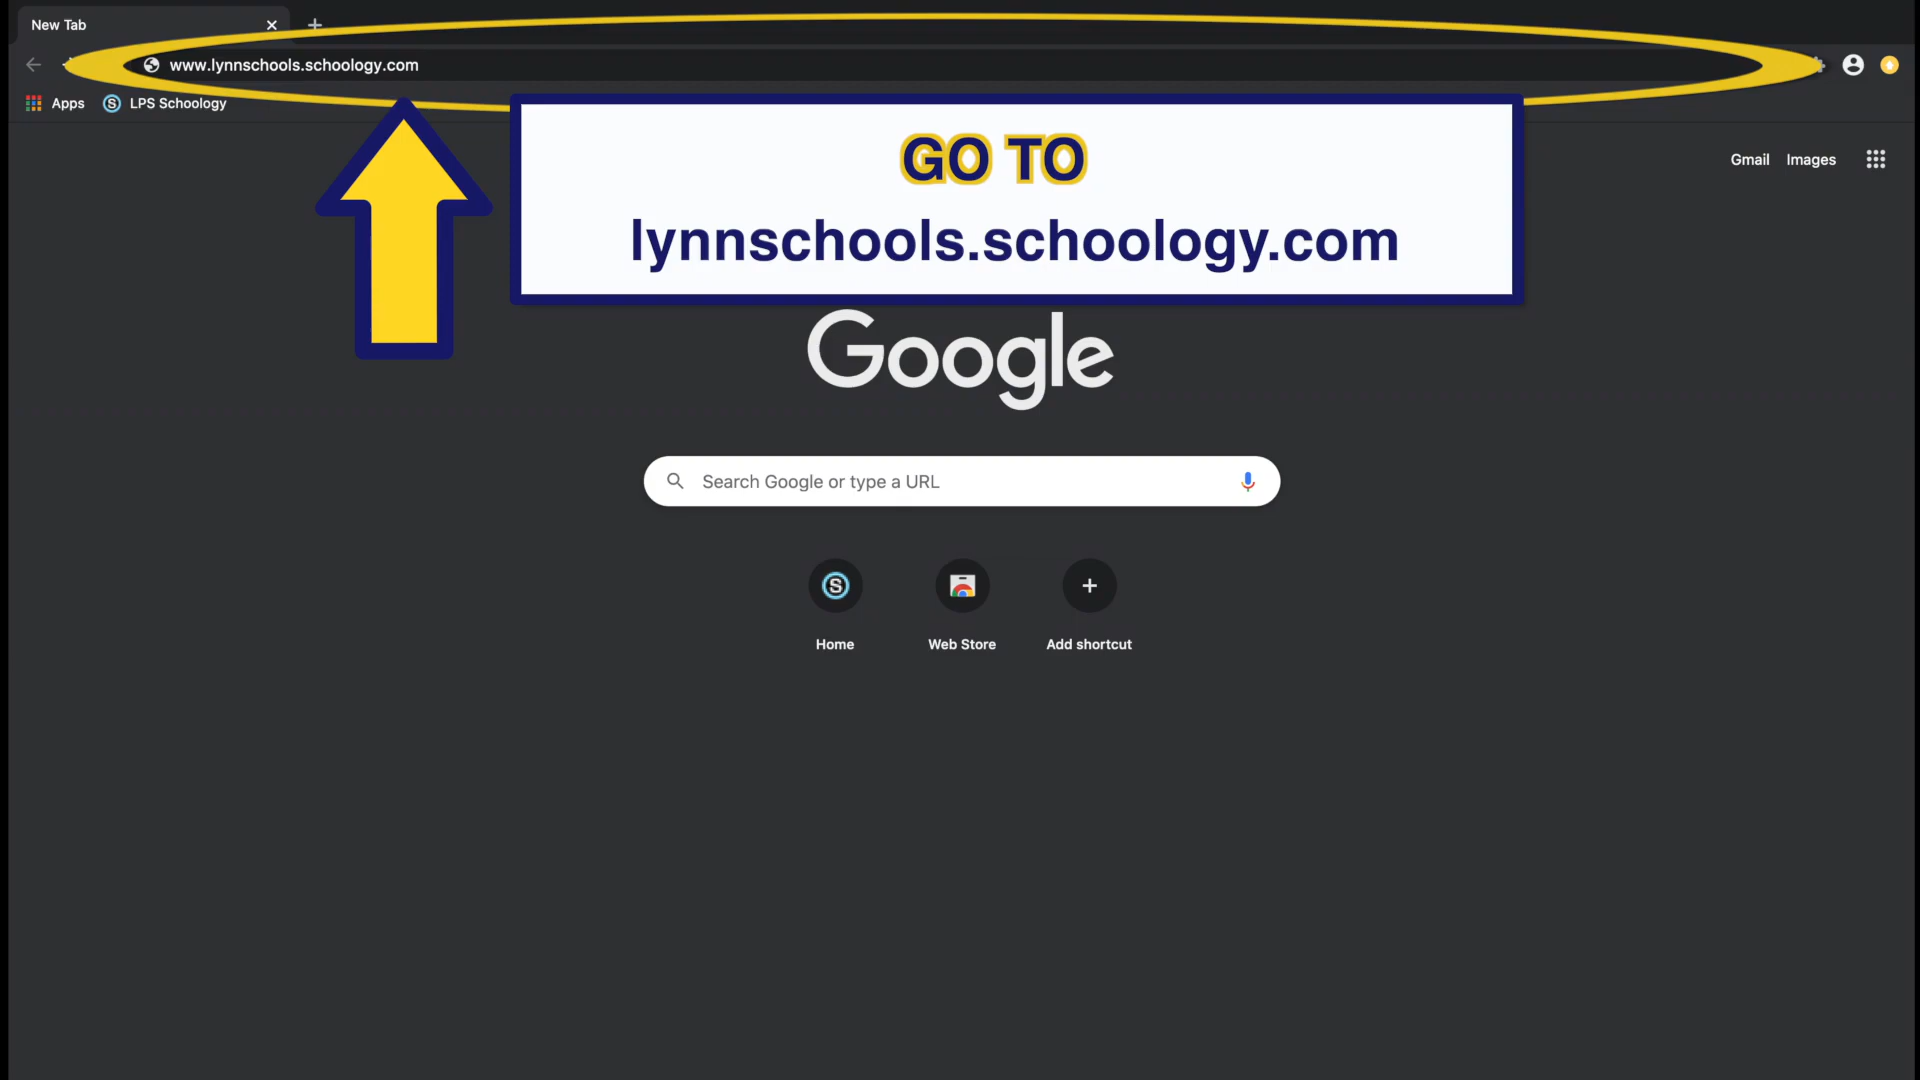 New Tab
www.lynnschools.schoology.com
Apps
LPS Schoology
GO TO
lynnschools.schoology.com
Gmail
Images
Google
Search Google or type a URL
Home
Web Store
Add shortcut